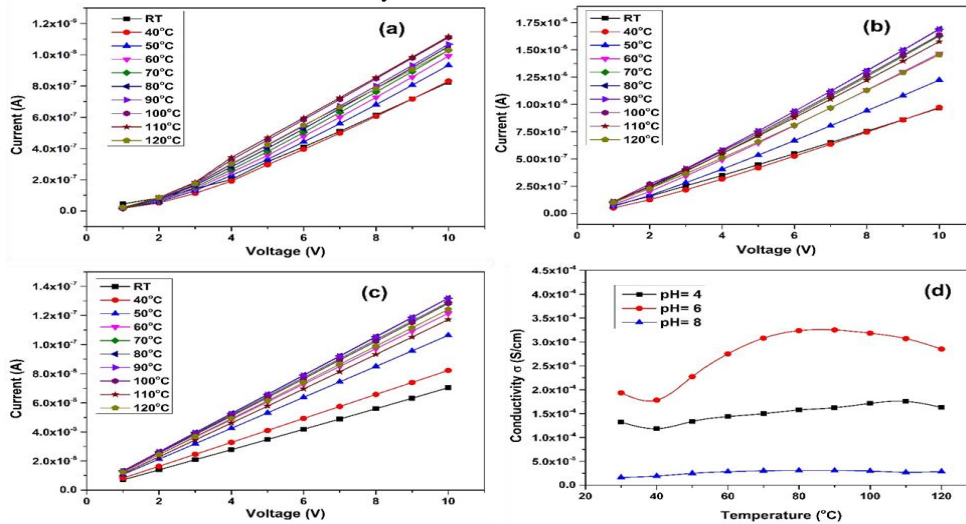 (a)
RT
40°C
50°C
60°C
70°C
80°C
90°C
100°C
110°C
120°C
Current (A)
1.2x10⁻⁶
1.0x10⁻⁶
8.0x10⁻⁷
6.0x10⁻⁷
4.0x10⁻⁷
2.0x10⁻⁷
0.0
0 2 4 6 8 10
Voltage (V)
(b)
RT
40°C
50°C
60°C
70°C
80°C
90°C
100°C
110°C
120°C
Current (A)
1.75x10⁻⁶
1.50x10⁻⁶
1.25x10⁻⁶
1.00x10⁻⁶
7.50x10⁻⁷
5.00x10⁻⁷
2.50x10⁻⁷
0.00
0 2 4 6 8 10
Voltage (V)
(c)
RT
40°C
50°C
60°C
70°C
80°C
90°C
100°C
110°C
120°C
Current (A)
1.4x10⁻⁷
1.2x10⁻⁷
1.0x10⁻⁷
8.0x10⁻⁸
6.0x10⁻⁸
4.0x10⁻⁸
2.0x10⁻⁸
0.0
0 2 4 6 8 10
Voltage (V)
(d)
pH= 4
pH= 6
pH= 8
Conductivity σ (S/cm)
4.5x10⁻⁴
4.0x10⁻⁴
3.5x10⁻⁴
3.0x10⁻⁴
2.5x10⁻⁴
2.0x10⁻⁴
1.5x10⁻⁴
1.0x10⁻⁴
5.0x10⁻⁵
0.0
20 40 60 80 100 120
Temperature (°C)